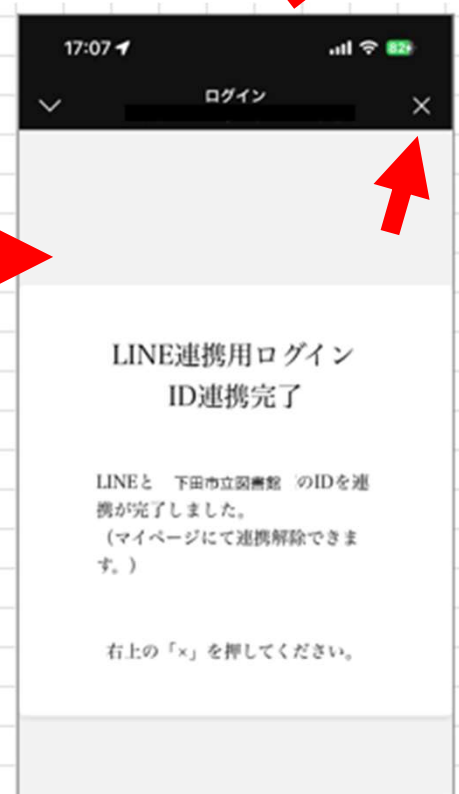 17:07
82
ログイン
LINE連携用ログイン
ID連携完了
LINEと 下田市立図書館 のIDを連
携が完了しました。
（マイページにて連携解除できま
す。）
右上の「×」を押してください。